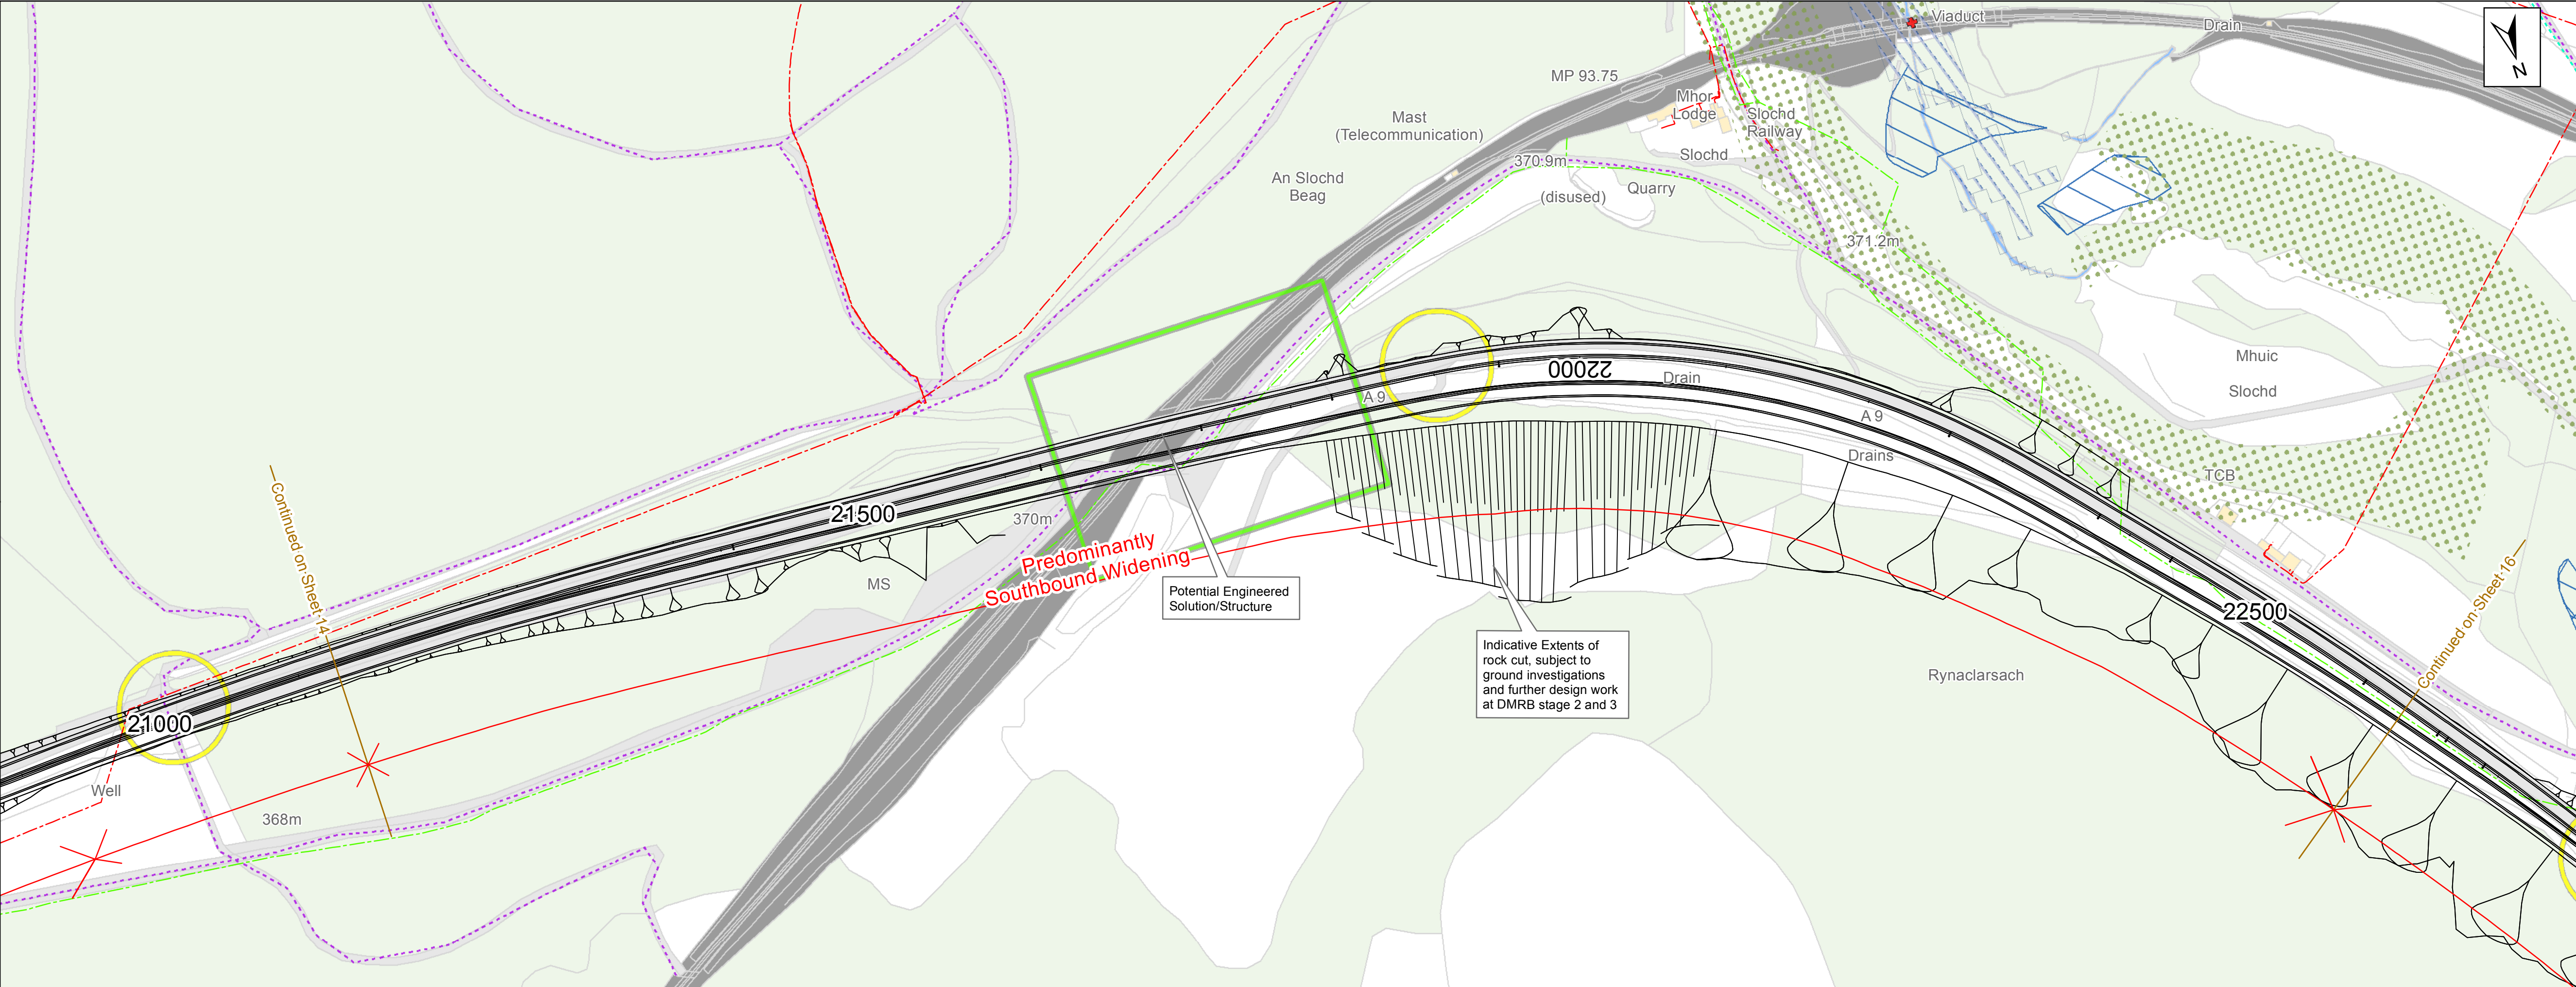 Viaduct
Drain
N
MP 93.75
Mhor
Lodge
Slochd
Railway
Mast
(Telecommunication)
Slochd
370.9m
An Slochd
Beag
Quarry
(disused)
371.2m
Mhuic
Slochd
22000
Drain
A 9
A 9
Drains
TCB
Continued on Sheet 14
21500
370m
Predominantly
Southbound Widening
MS
Potential Engineered
Solution/Structure
Continued on Sheet 16
22500
Indicative Extents of
rock cut, subject to
ground investigations
and further design work
at DMRB stage 2 and 3
Rynaclarsach
21000
Well
368m